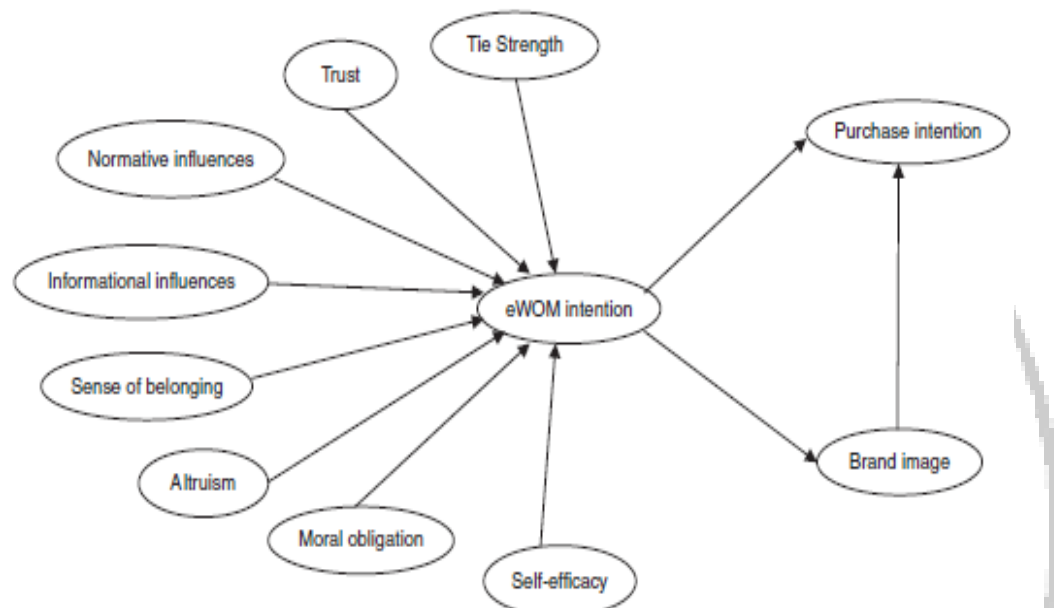 Tie Strength
Trust
Purchase intention
Normative influences
Informational influences
eWOM intention
Sense of belonging
Brand image
Altruism
Moral obligation
Self-efficacy